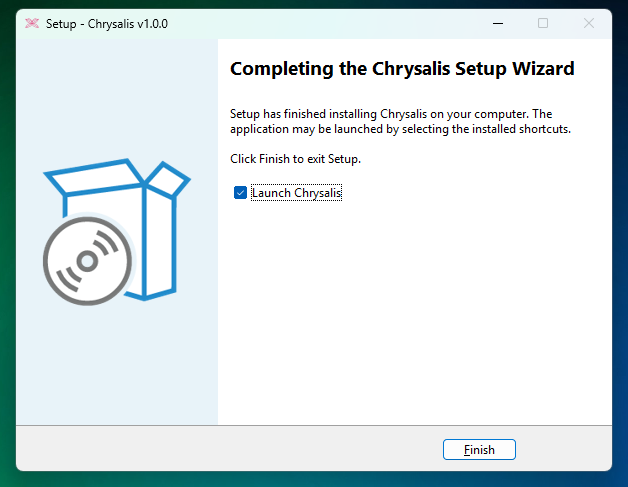 Setup - Chrysalis v1.0.0
Completing the Chrysalis Setup Wizard
Setup has finished installing Chrysalis on your computer. The
application may be launched by selecting the installed shortcuts.
Click Finish to exit Setup.
Launch Chrysalis
Finish